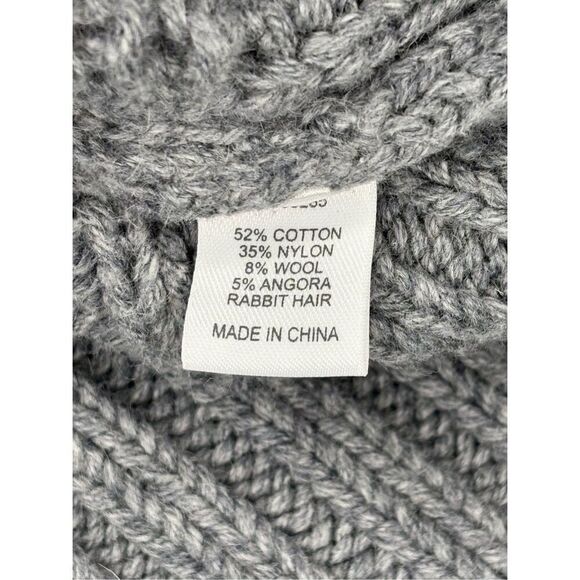 52% COTTON
35% NYLON
8% WOOL
5% ANGORA
RABBIT HAIR
MADE IN CHINA